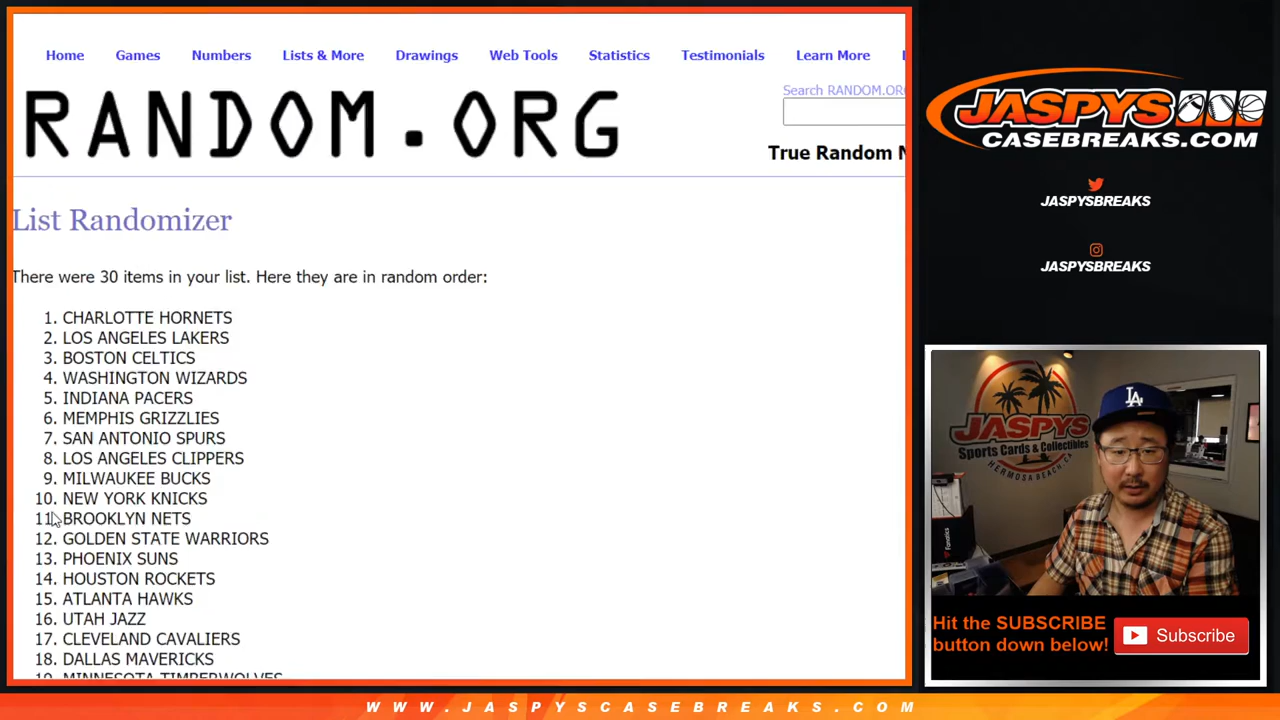 Home Games Numbers Lists & More Drawings Web Tools Statistics Testimonials Learn More
RANDOM.ORG
Search RANDOM.ORG
True Random
List Randomizer
There were 30 items in your list. Here they are in random order:
1. CHARLOTTE HORNETS
2. LOS ANGELES LAKERS
3. BOSTON CELTICS
4. WASHINGTON WIZARDS
5. INDIANA PACERS
6. MEMPHIS GRIZZLIES
7. SAN ANTONIO SPURS
8. LOS ANGELES CLIPPERS
9. MILWAUKEE BUCKS
10. NEW YORK KNICKS
11. BROOKLYN NETS
12. GOLDEN STATE WARRIORS
13. PHOENIX SUNS
14. HOUSTON ROCKETS
15. ATLANTA HAWKS
16. UTAH JAZZ
17. CLEVELAND CAVALIERS
18. DALLAS MAVERICKS
19. MINNESOTA TIMBERWOLVES
JASPYS
CASEBREAKS.COM
JASPYSBREAKS
JASPYSBREAKS
JASPYS
Sports Cards & Collectibles
HERMOSA BEACH, CA
LA
Fanatics
Hit the SUBSCRIBE
button down below!
Subscribe
WWW.JASPYSCASEBREAKS.COM